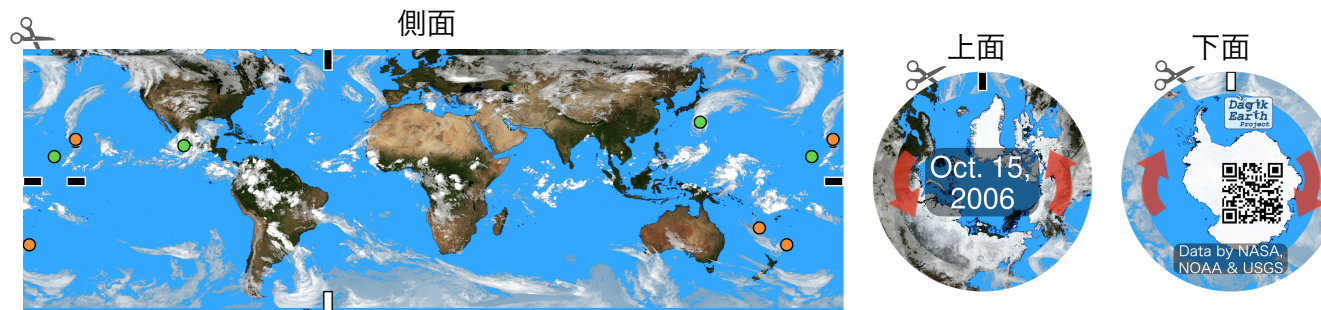 側面
上面
下面
Oct. 15,
2006
Dagik
Earth
Project
Data by NASA,
NOAA & USGS